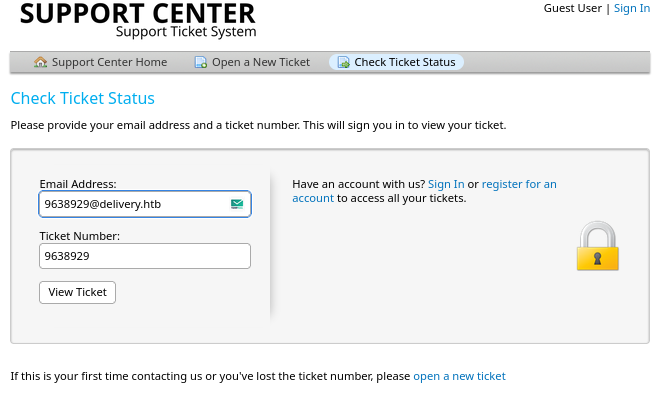 SUPPORT CENTER
Support Ticket System
Guest User | Sign In
Support Center Home Open a New Ticket Check Ticket Status
Check Ticket Status
Please provide your email address and a ticket number. This will sign you in to view your ticket.
Email Address:
9638929@delivery.htb
Ticket Number:
9638929
View Ticket
Have an account with us? Sign In or register for an
account to access all your tickets.
If this is your first time contacting us or you've lost the ticket number, please open a new ticket